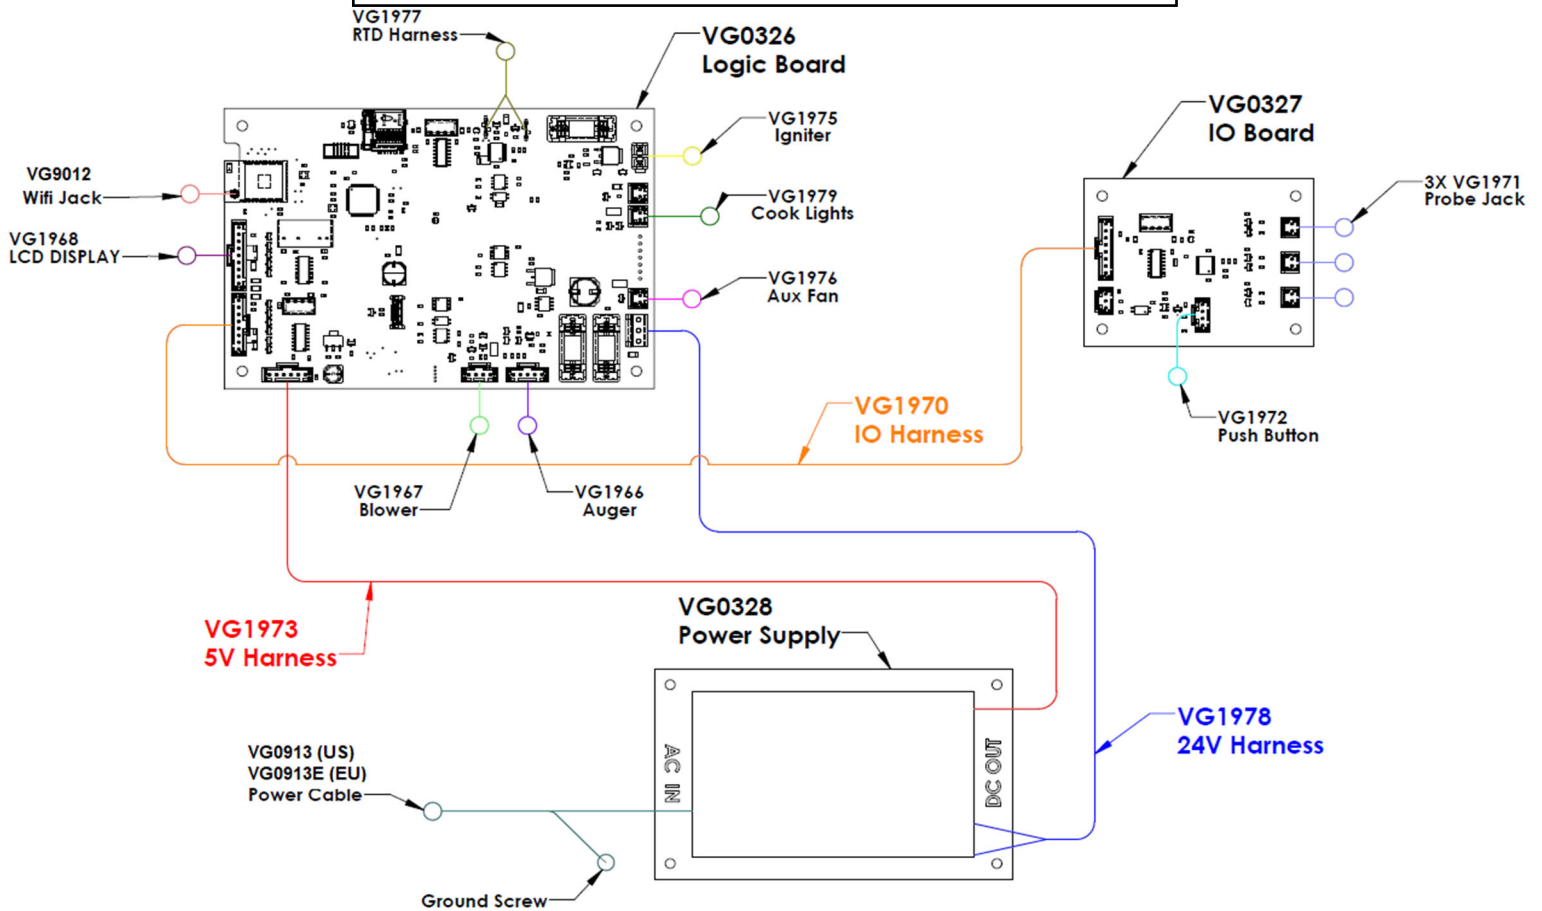 VG1977
RTD Harness
VG0326
Logic Board
VG1975
Igniter
VG0327
IO Board
VG9012
Wifi Jack
VG1979
Cook Lights
3X VG1971
Probe Jack
VG1968
LCD DISPLAY
VG1976
Aux Fan
VG1970
IO Harness
VG1972
Push Button
VG1967
Blower
VG1966
Auger
VG1973
5V Harness
VG0328
Power Supply
VG1978
24V Harness
AC IN
DC OUT
VG0913 (US)
VG0913E (EU)
Power Cable
Ground Screw